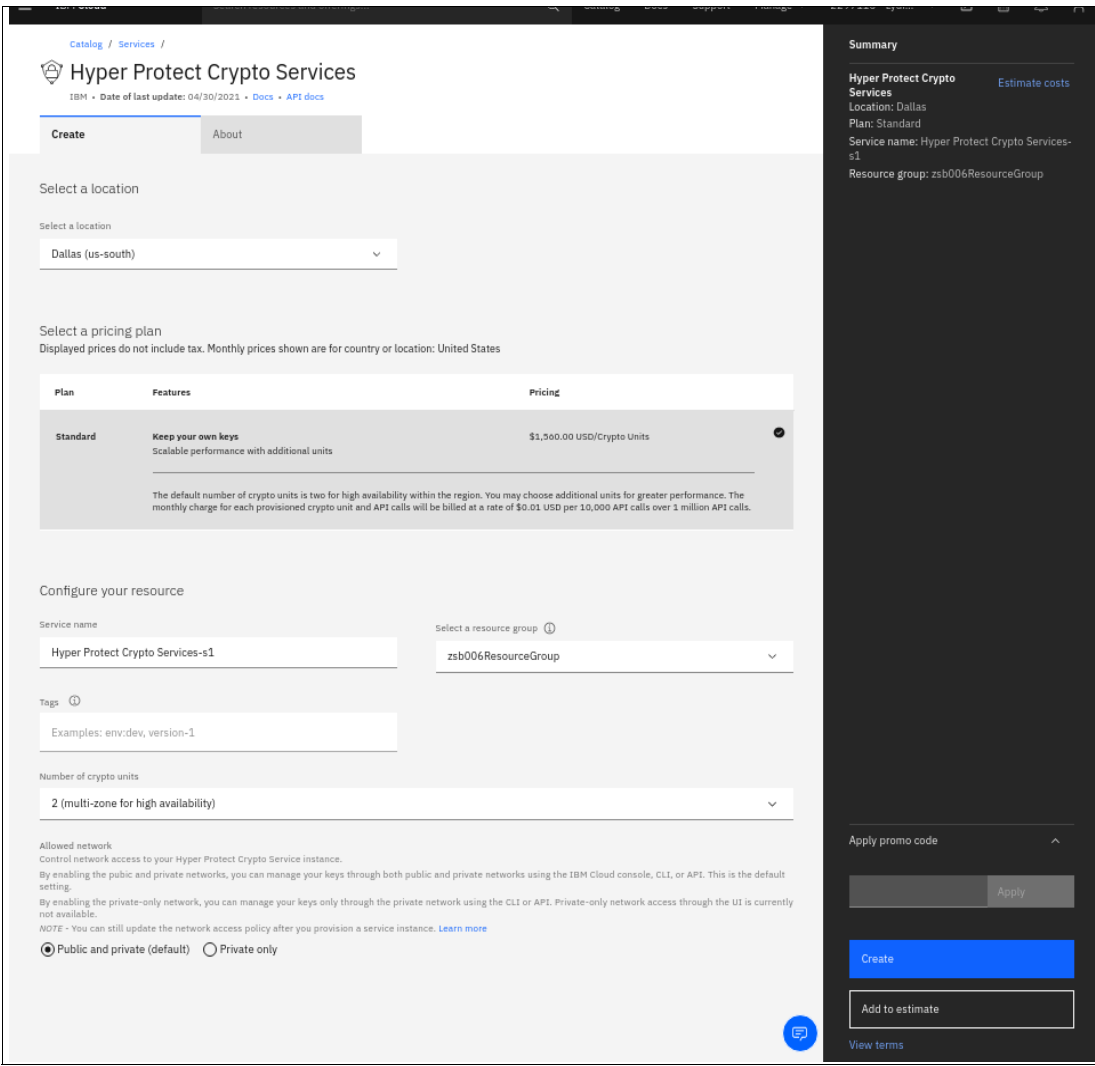 Catalog / Services /
Hyper Protect Crypto Services
IBM • Date of last update: 04/30/2021 • Docs • API docs
Create
About
Select a location
Select a location
Dallas (us-south)
Select a pricing plan
Displayed prices do not include tax. Monthly prices shown are for country or location: United States
Plan Features Pricing
Standard Keep your own keys $1,560.00 USD/Crypto Units
Scalable performance with additional units
The default number of crypto units is two for high availability within the region. You may choose additional units for greater performance. The
monthly charge for each provisioned crypto unit and API calls will be billed at a rate of $0.01 USD per 10,000 API calls over 1 million API calls.
Configure your resource
Service name
Hyper Protect Crypto Services-s1
Select a resource group
zsb006ResourceGroup
Tags
Examples: env:dev, version-1
Number of crypto units
2 (multi-zone for high availability)
Allowed network
Control network access to your Hyper Protect Crypto Service instance.
By enabling the pubic and private networks, you can manage your keys through both public and private networks using the IBM Cloud console, CLI, or API. This is the default
setting.
By enabling the private-only network, you can manage your keys only through the private network using the CLI or API. Private-only network access through the UI is currently
not available.
NOTE - You can still update the network access policy after you provision a service instance. Learn more
Public and private (default) Private only
Summary
Hyper Protect Crypto
Services
Estimate costs
Location: Dallas
Plan: Standard
Service name: Hyper Protect Crypto Services-
s1
Resource group: zsb006ResourceGroup
Apply promo code
Apply
Create
Add to estimate
View terms